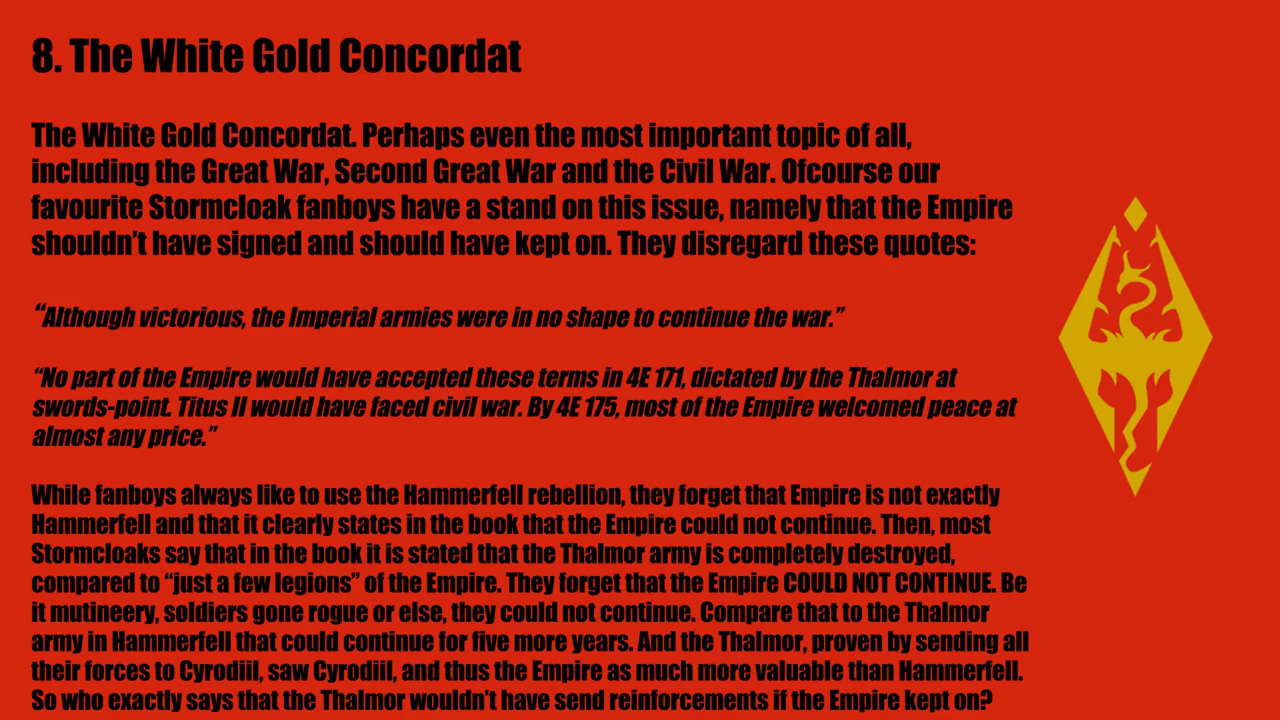 8. The White Gold Concordat
The White Gold Concordat. Perhaps even the most important topic of all,
including the Great War, Second Great War and the Civil War. Ofcourse our
favourite Stormcloak fanboys have a stand on this issue, namely that the Empire
shouldn’t have signed and should have kept on. They disregard these quotes:
“Although victorious, the Imperial armies were in no shape to continue the war.”
“No part of the Empire would have accepted these terms in 4E 171, dictated by the Thalmor at
swords-point. Titus II would have faced civil war. By 4E 175, most of the Empire welcomed peace at
almost any price.”
While fanboys always like to use the Hammerfell rebellion, they forget that Empire is not exactly
Hammerfell and that it clearly states in the book that the Empire could not continue. Then, most
Stormcloaks say that in the book it is stated that the Thalmor army is completely destroyed,
compared to “just a few legions” of the Empire. They forget that the Empire COULD NOT CONTINUE. Be
it mutineery, soldiers gone rogue or else, they could not continue. Compare that to the Thalmor
army in Hammerfell that could continue for five more years. And the Thalmor, proven by sending all
their forces to Cyrodiil, saw Cyrodiil, and thus the Empire as much more valuable than Hammerfell.
So who exactly says that the Thalmor wouldn’t have send reinforcements if the Empire kept on?